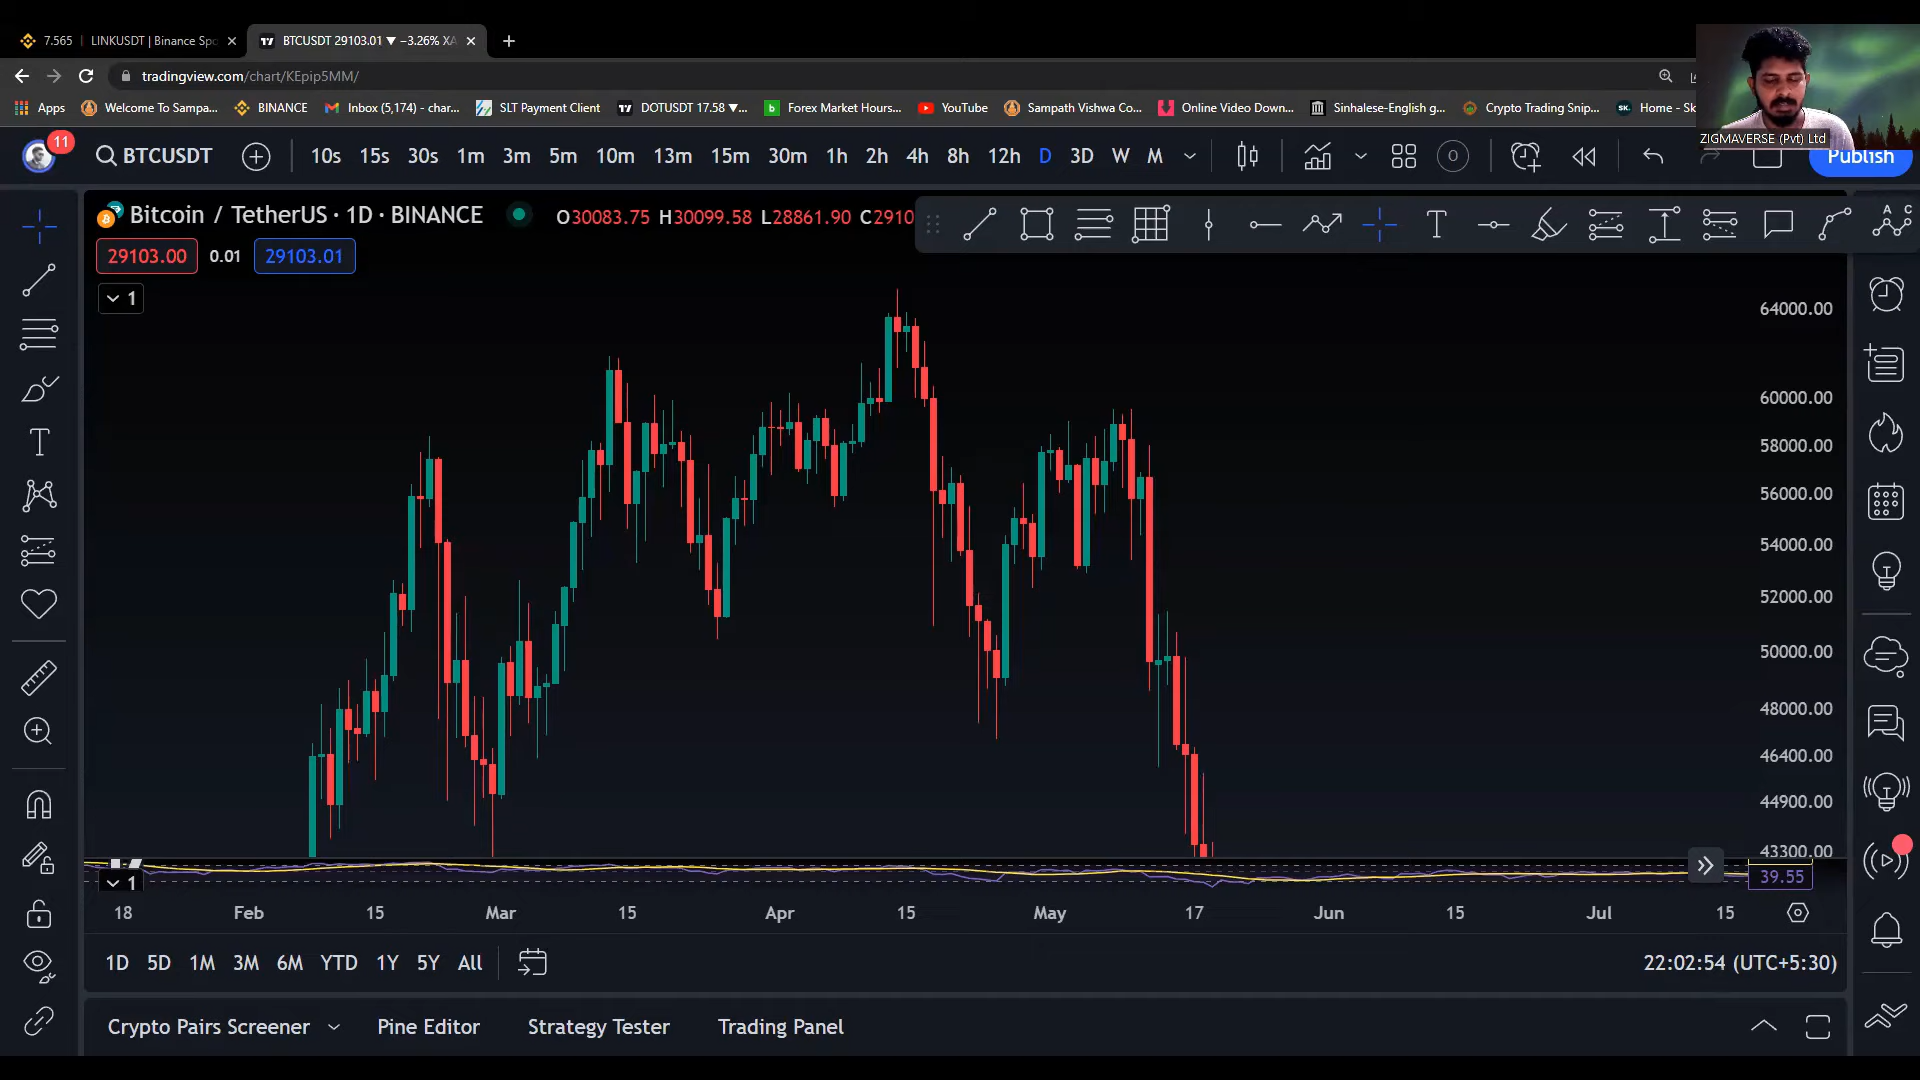 7.565 | LINKUSDT | Binance Spo
BTCUSDT 29103.01 ▼ −3.26% XA
tradingview.com/chart/KEpip5MM/
Apps
Welcome To Sampa...
BINANCE
Inbox (5,174) - char...
SLT Payment Client
DOTUSDT 17.58 ▼...
Forex Market Hours...
YouTube
Sampath Vishwa Co...
Online Video Down...
Sinhalese-English g...
Crypto Trading Snip...
Home - Sk
ZIGMAVERSE (Pvt) Ltd
11
BTCUSDT
10s 15s 30s 1m 3m 5m 10m 13m 15m 30m 1h 2h 4h 8h 12h D 3D W M
Publish
Bitcoin / TetherUS · 1D · BINANCE
O30083.75 H30099.58 L28861.90 C2910
29103.00 0.01 29103.01
1
64000.00
60000.00
58000.00
56000.00
54000.00
52000.00
50000.00
48000.00
46400.00
44900.00
43300.00
1
39.55
18 Feb 15 Mar 15 Apr 15 May 17 Jun 15 Jul 15
1D 5D 1M 3M 6M YTD 1Y 5Y All
22:02:54 (UTC+5:30)
Crypto Pairs Screener Pine Editor Strategy Tester Trading Panel